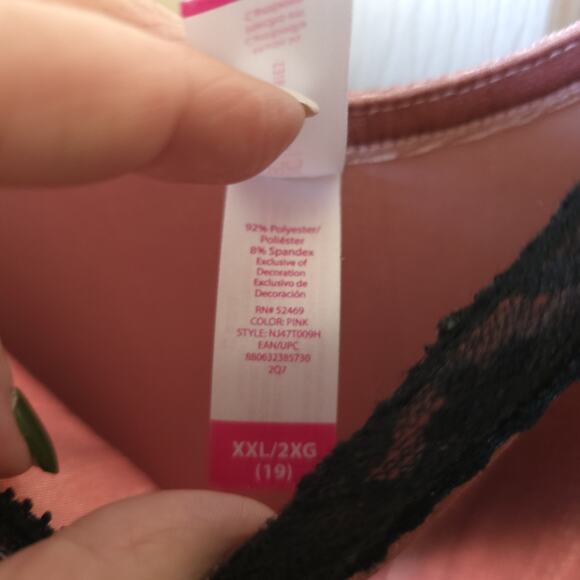 92% Polyester/
Poliéster
8% Spandex
Exclusive of
Decoration
Exclusivo de
Decoración
RN# 52469
COLOR: PINK
STYLE: NJ47T009H
EAN/UPC
880632385730
2Q7
XXL/2XG
(19)